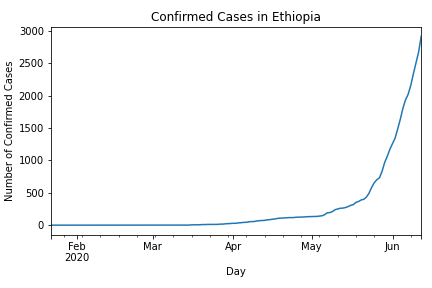 Confirmed Cases in Ethiopia
3000
2500
2000
1500
1000
500
0
Number of Confirmed Cases
Feb
2020
Mar
Apr
May
Jun
Day